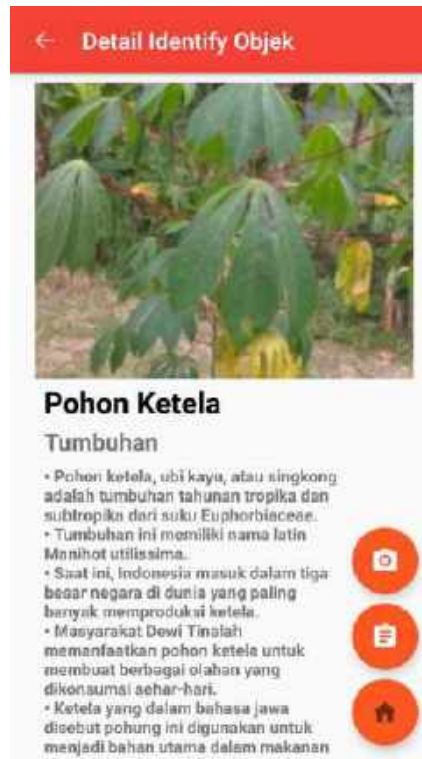 Detail Identify Objek
Pohon Ketela
Tumbuhan
• Pohon ketela, ubi kayu, atau singkong
adalah tumbuhan tahunan tropika dan
subtropika dari suku Euphorbiaceae.
• Tumbuhan ini memiliki nama latin
Manihot utilissima.
• Saat ini, Indonesia masuk dalam tiga
besar negara di dunia yang paling
banyak memproduksi ketela.
• Masyarakat Dewi Tinalah
memanfaatkan pohon ketela untuk
membuat berbagai olahan yang
dikonsumsi sehar-hari.
• Ketela yang dalam bahasa jawa
disebut pohung ini digunakan untuk
menjadi bahan utama dalam makanan